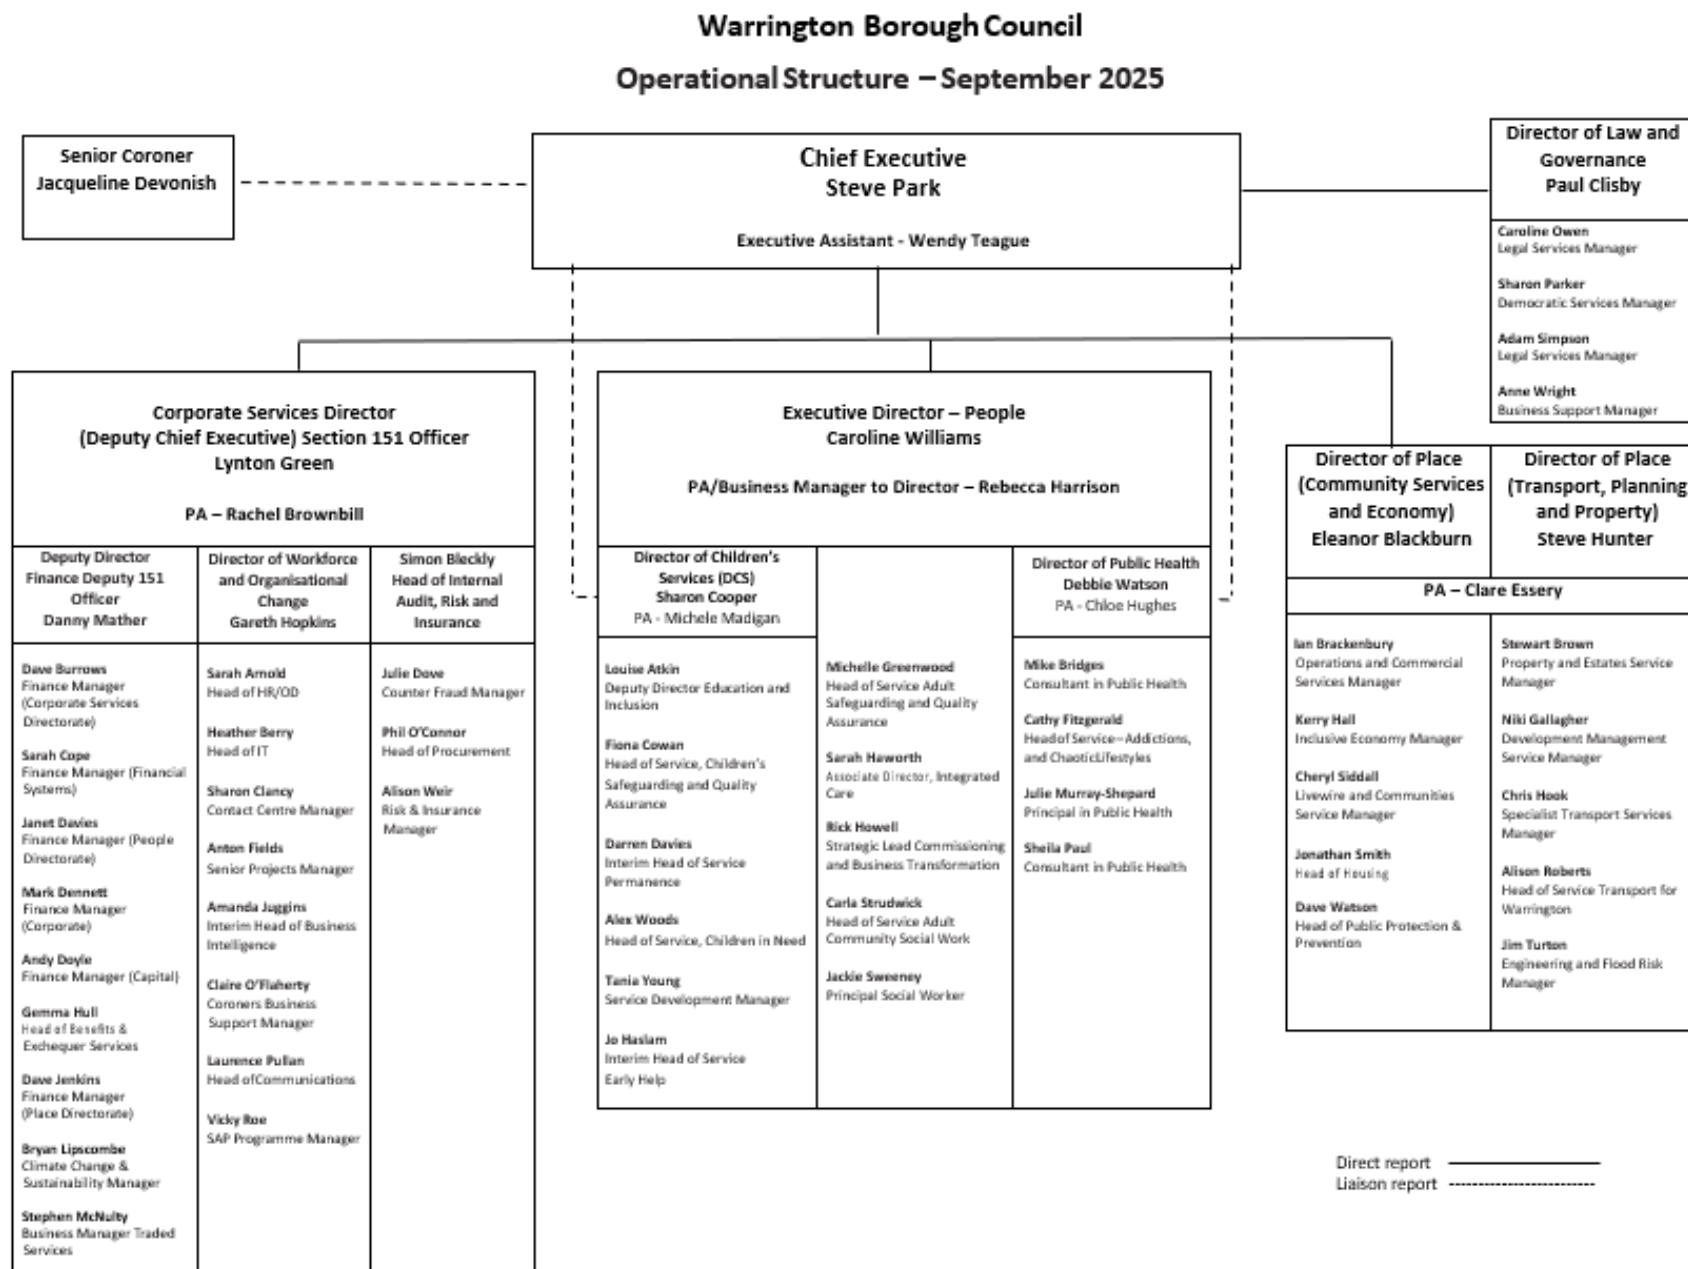 Warrington Borough Council
Operational Structure – September 2025
Senior Coroner
Jacqueline Devonish
Chief Executive
Steve Park
Executive Assistant - Wendy Teague
Director of Law and
Governance
Paul Clisby
Caroline Owen
Legal Services Manager
Sharon Parker
Democratic Services Manager
Adam Simpson
Legal Services Manager
Anne Wright
Business Support Manager
Corporate Services Director
(Deputy Chief Executive) Section 151 Officer
Lynton Green
PA – Rachel Brownbill
Deputy Director
Finance Deputy 151
Officer
Danny Mather
Dave Burrows
Finance Manager
(Corporate Services
Directorate)
Sarah Cope
Finance Manager (Financial
Systems)
Janet Davies
Finance Manager (People
Directorate)
Mark Dennett
Finance Manager
(Corporate)
Andy Doyle
Finance Manager (Capital)
Gemma Hull
Head of Benefits &
Exchequer Services
Dave Jenkins
Finance Manager
(Place Directorate)
Bryan Lipscombe
Climate Change &
Sustainability Manager
Stephen McNulty
Business Manager Traded
Services
Director of Workforce
and Organisational
Change
Gareth Hopkins
Sarah Arnold
Head of HR/OD
Heather Berry
Head of IT
Sharon Clancy
Contact Centre Manager
Anton Fields
Senior Projects Manager
Amanda Juggins
Interim Head of Business
Intelligence
Claire O'Flaherty
Coroners Business
Support Manager
Laurence Pullan
Head of Communications
Vicky Roe
SAP Programme Manager
Simon Bleckly
Head of Internal
Audit, Risk and
Insurance
Julie Dove
Counter Fraud Manager
Phil O'Connor
Head of Procurement
Alison Weir
Risk & Insurance
Manager
Executive Director – People
Caroline Williams
PA/Business Manager to Director – Rebecca Harrison
Director of Children's
Services (DCS)
Sharon Cooper
PA - Michele Madigan
Louise Atkin
Deputy Director Education and
Inclusion
Fiona Cowan
Head of Service, Children's
Safeguarding and Quality
Assurance
Darren Davies
Interim Head of Service
Permanence
Alex Woods
Head of Service, Children in Need
Tania Young
Service Development Manager
Jo Haslam
Interim Head of Service
Early Help
Michelle Greenwood
Head of Service Adult
Safeguarding and Quality
Assurance
Sarah Haworth
Associate Director, Integrated
Care
Rick Howell
Strategic Lead Commissioning
and Business Transformation
Carla Strudwick
Head of Service Adult
Community Social Work
Jackie Sweeney
Principal Social Worker
Director of Public Health
Debbie Watson
PA - Chloe Hughes
Mike Bridges
Consultant in Public Health
Cathy Fitzgerald
Head of Service – Addictions,
and Chaotic Lifestyles
Julie Murray-Shepard
Principal in Public Health
Sheila Paul
Consultant in Public Health
Director of Place
(Community Services
and Economy)
Eleanor Blackburn
Director of Place
(Transport, Planning
and Property)
Steve Hunter
PA – Clare Essery
Ian Brackenbury
Operations and Commercial
Services Manager
Kerry Hall
Inclusive Economy Manager
Cheryl Siddall
Livewire and Communities
Service Manager
Jonathan Smith
Head of Housing
Dave Watson
Head of Public Protection &
Prevention
Stewart Brown
Property and Estates Service
Manager
Niki Gallagher
Development Management
Service Manager
Chris Hook
Specialist Transport Services
Manager
Alison Roberts
Head of Service Transport for
Warrington
Jim Turton
Engineering and Flood Risk
Manager
Direct report
Liaison report